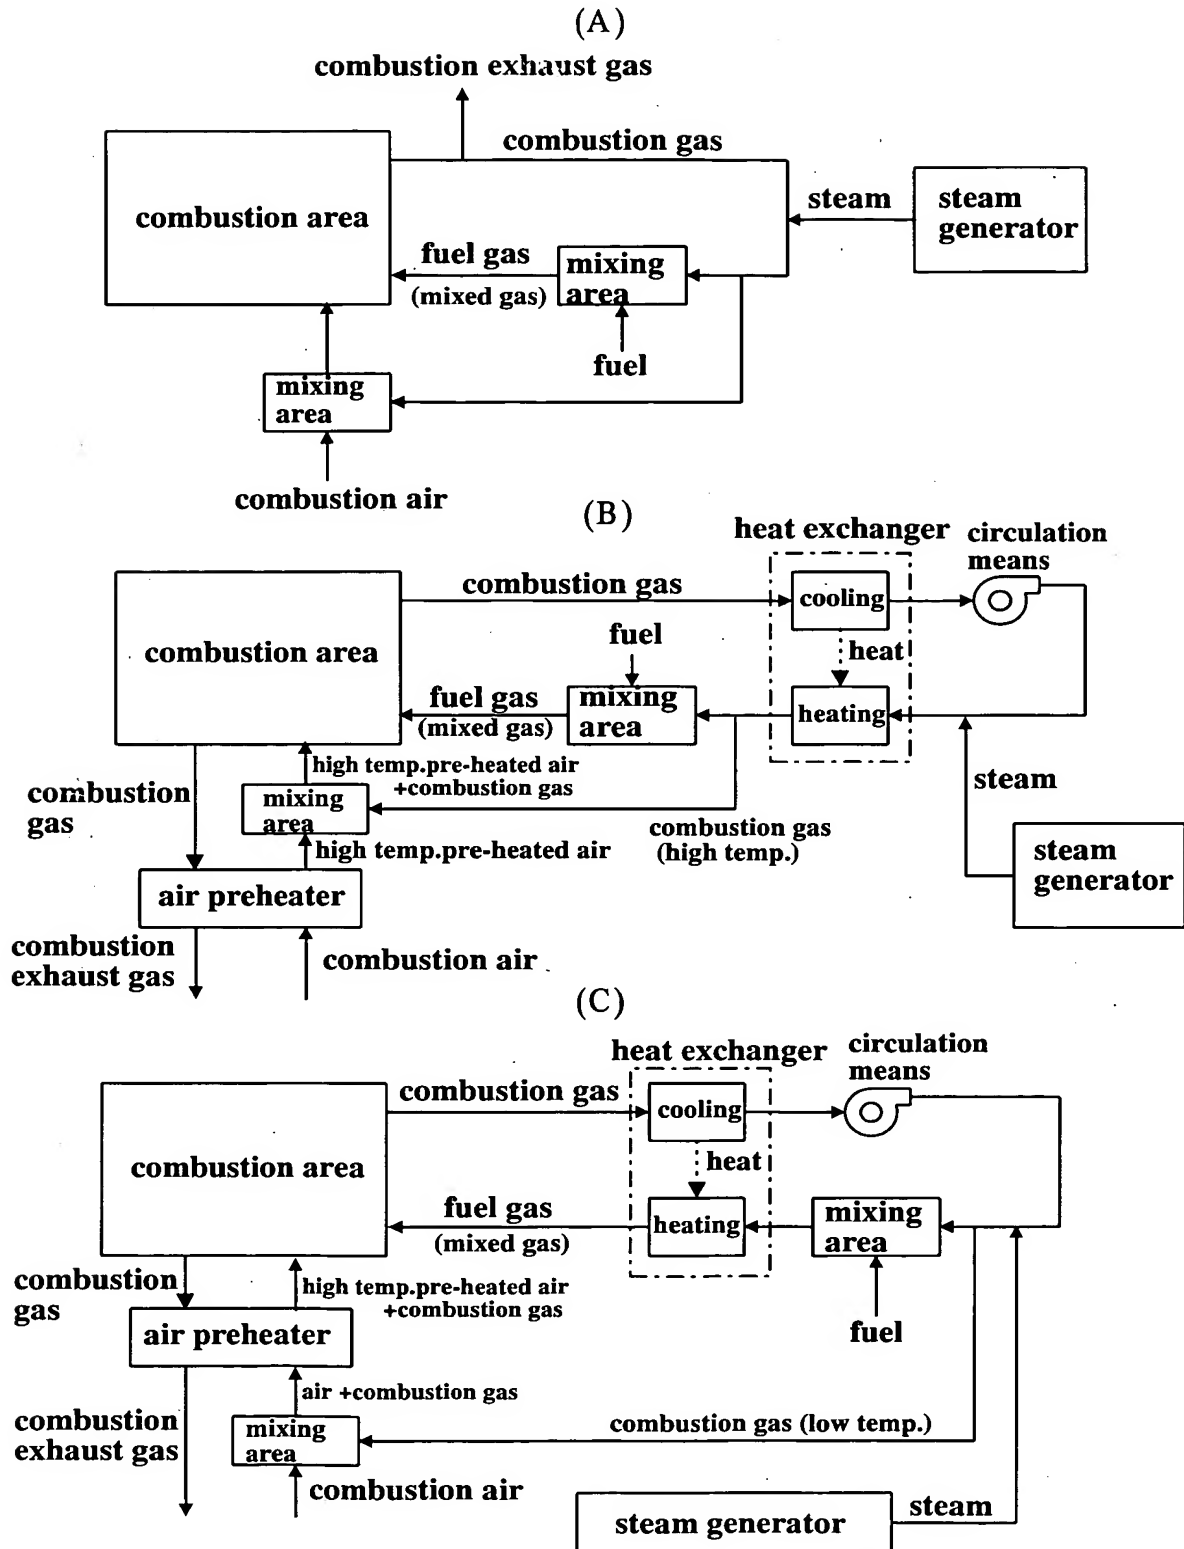 (A)
combustion exhaust gas
combustion gas
combustion area
steam
steam
generator
fuel gas
(mixed gas)
mixing
area
fuel
mixing
area
combustion air
(B)
heat exchanger
circulation
means
combustion gas
cooling
fuel
heat
combustion area
fuel gas
(mixed gas)
mixing
area
heating
high temp.pre-heated air
+combustion gas
steam
combustion
gas
mixing
area
combustion gas
(high temp.)
high temp.pre-heated air
steam
generator
air preheater
combustion
exhaust gas
combustion air
(C)
heat exchanger
circulation
means
combustion gas
cooling
combustion area
heat
fuel gas
(mixed gas)
heating
mixing
area
combustion
gas
high temp.pre-heated air
+combustion gas
air preheater
fuel
air +combustion gas
combustion
exhaust gas
mixing
area
combustion gas (low temp.)
combustion air
steam
steam generator